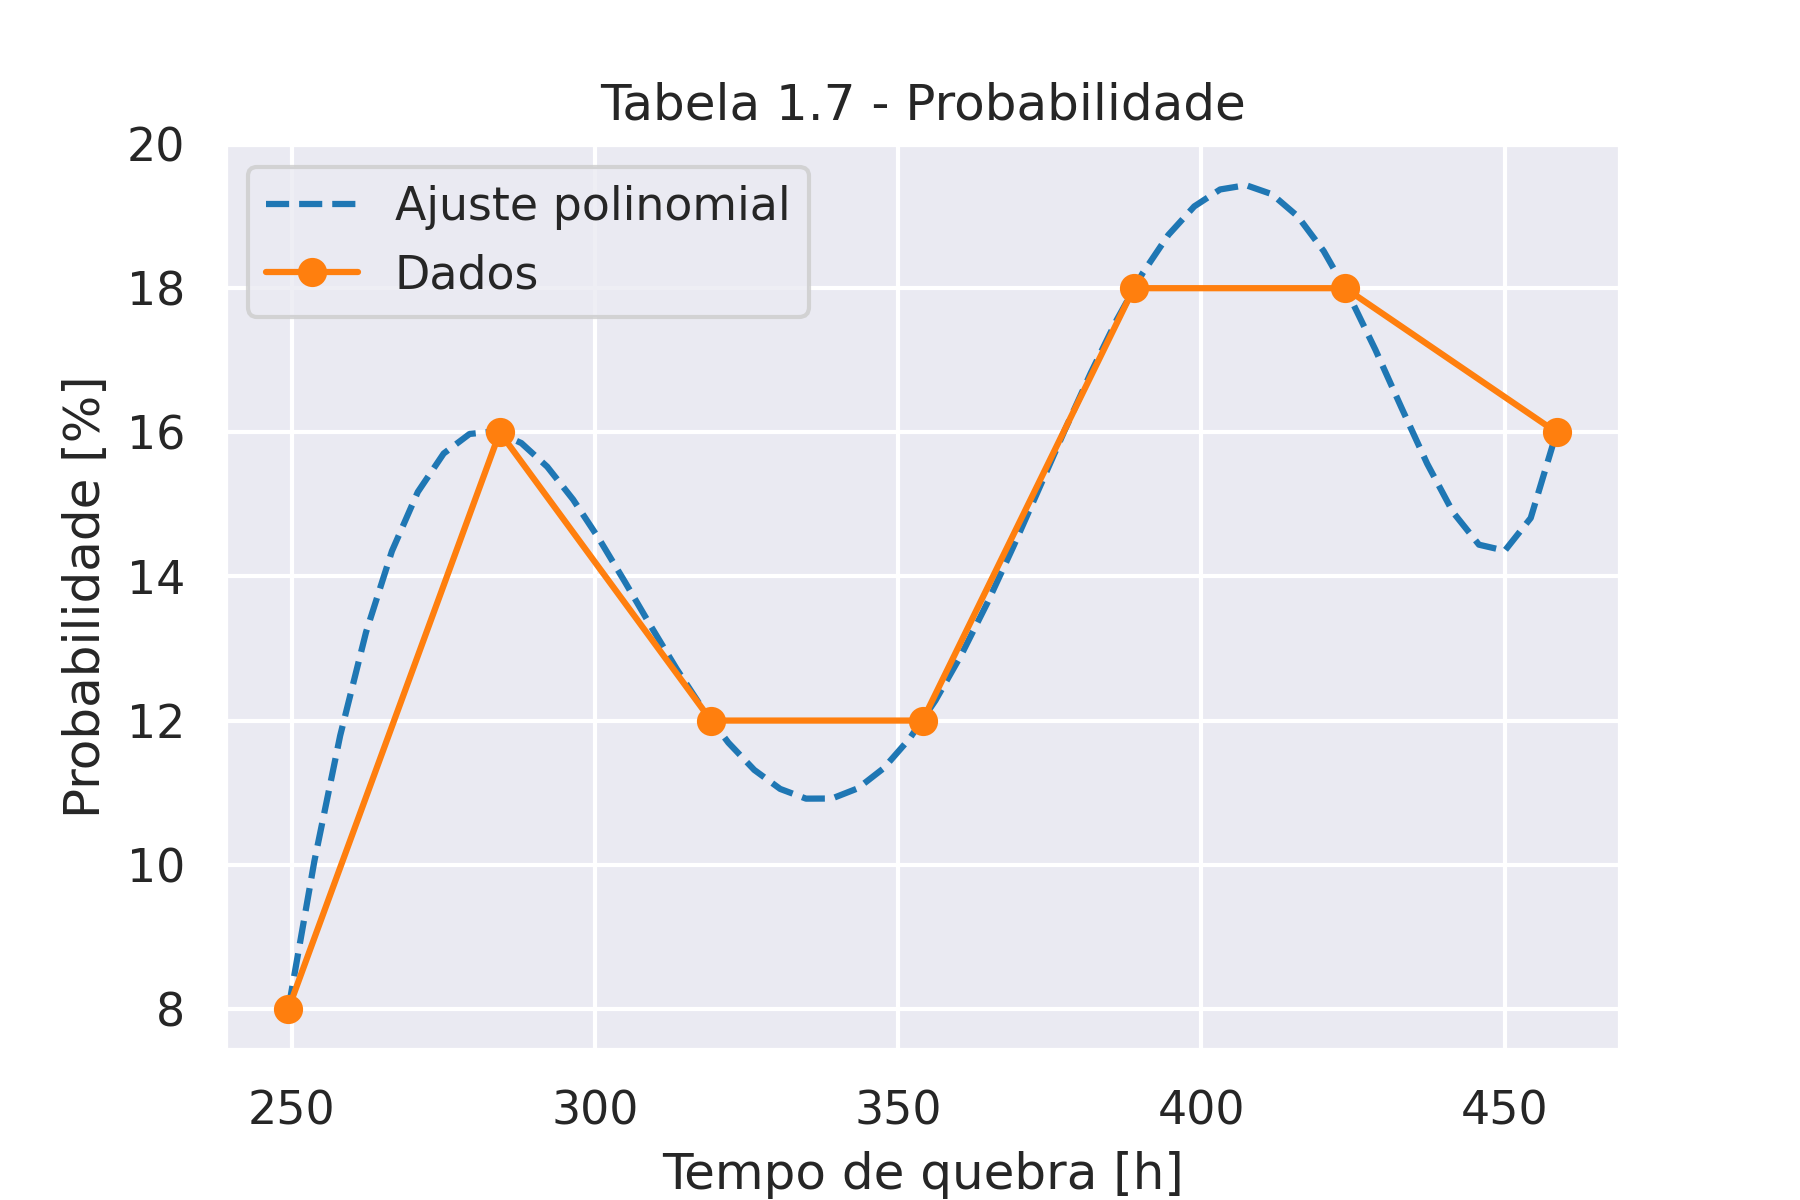 Tabela 1.7 - Probabilidade
20
18
16
14
12
10
8
Probabilidade [%]
Ajuste polinomial
Dados
250 300 350 400 450
Tempo de quebra [h]